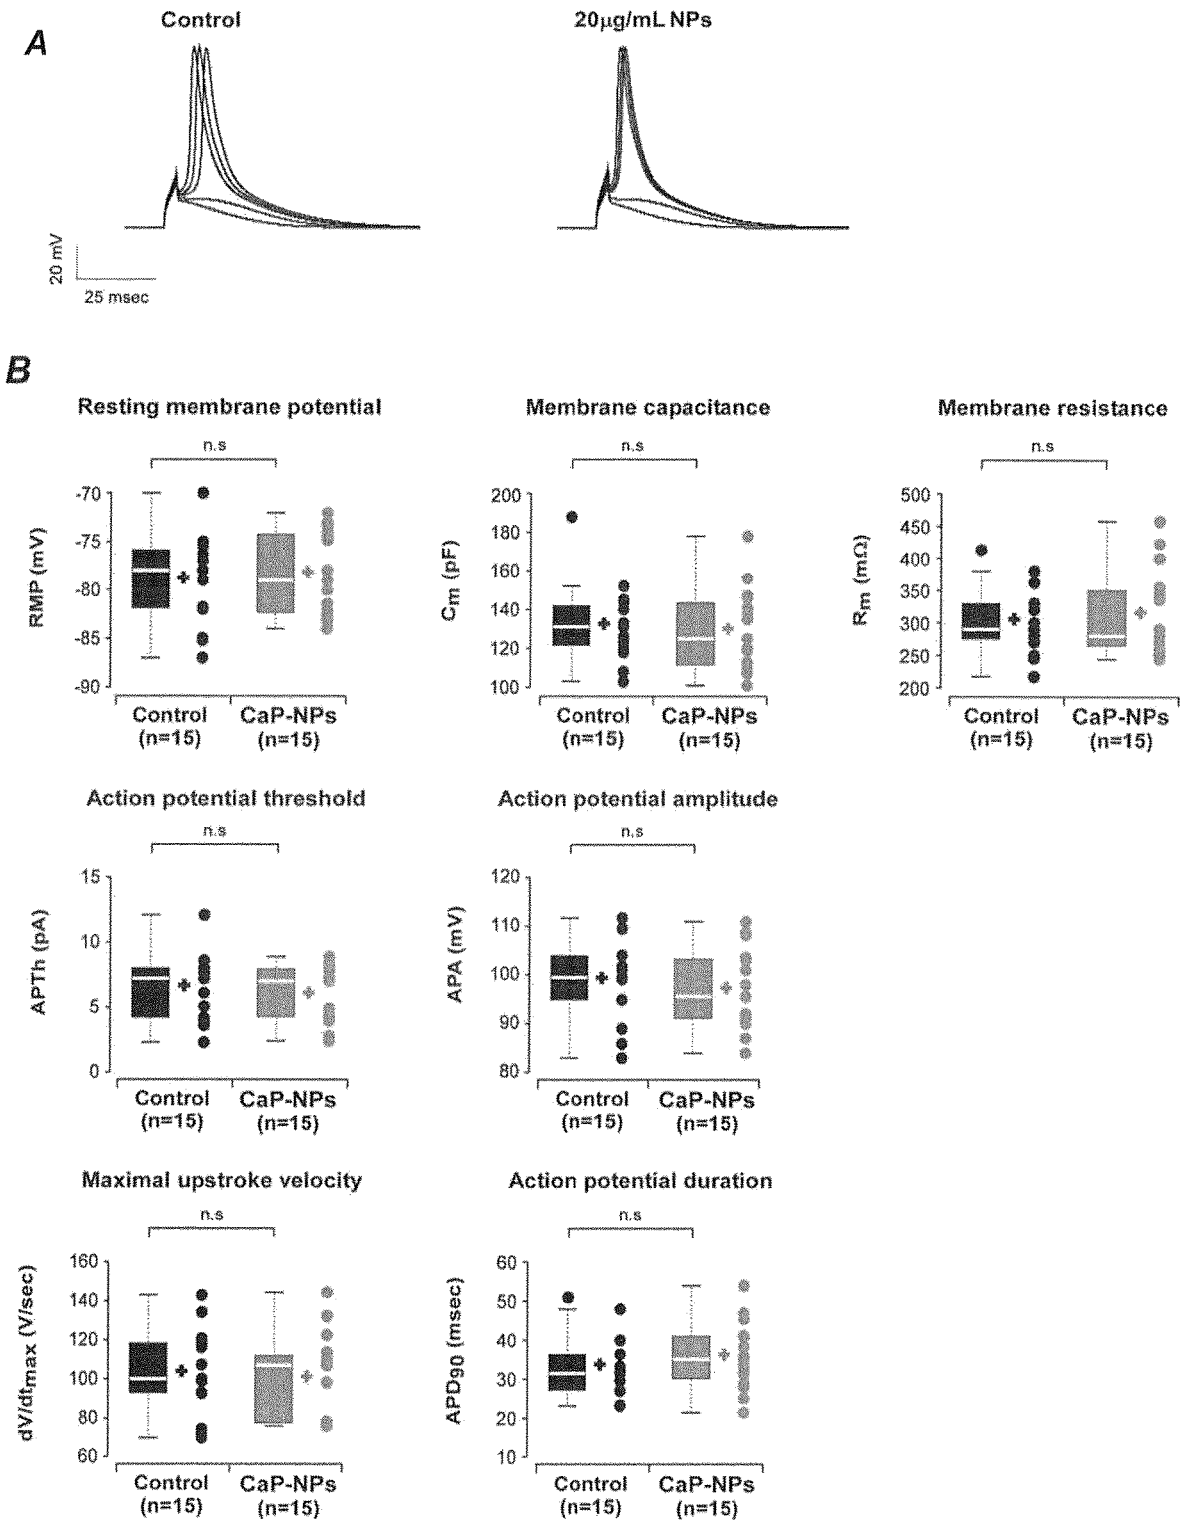 A
Control
20µg/mL NPs
20 mV
25 msec
B
Resting membrane potential
n.s
RMP (mV)
-70
-75
-80
-85
-90
Control
(n=15)
CaP-NPs
(n=15)
Membrane capacitance
n.s
Cm (pF)
200
180
160
140
120
100
Control
(n=15)
CaP-NPs
(n=15)
Membrane resistance
n.s
Rm (mΩ)
500
450
400
350
300
250
200
Control
(n=15)
CaP-NPs
(n=15)
Action potential threshold
n.s
APTh (pA)
15
10
5
0
Control
(n=15)
CaP-NPs
(n=15)
Action potential amplitude
n.s
APA (mV)
120
110
100
90
80
Control
(n=15)
CaP-NPs
(n=15)
Maximal upstroke velocity
n.s
dV/dtmax (V/sec)
160
140
120
100
80
60
Control
(n=15)
CaP-NPs
(n=15)
Action potential duration
n.s
APD90 (msec)
60
50
40
30
20
10
Control
(n=15)
CaP-NPs
(n=15)